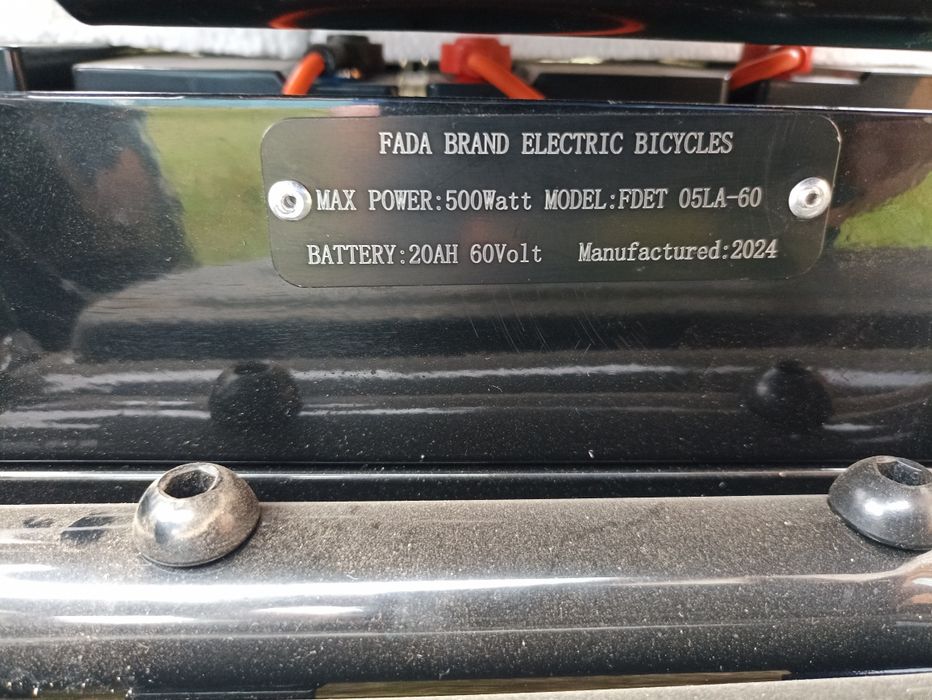 FADA BRAND ELECTRIC BICYCLES
MAX POWER:500Watt MODEL:FDET 05LA-60
BATTERY:20AH 60Volt Manufactured:2024